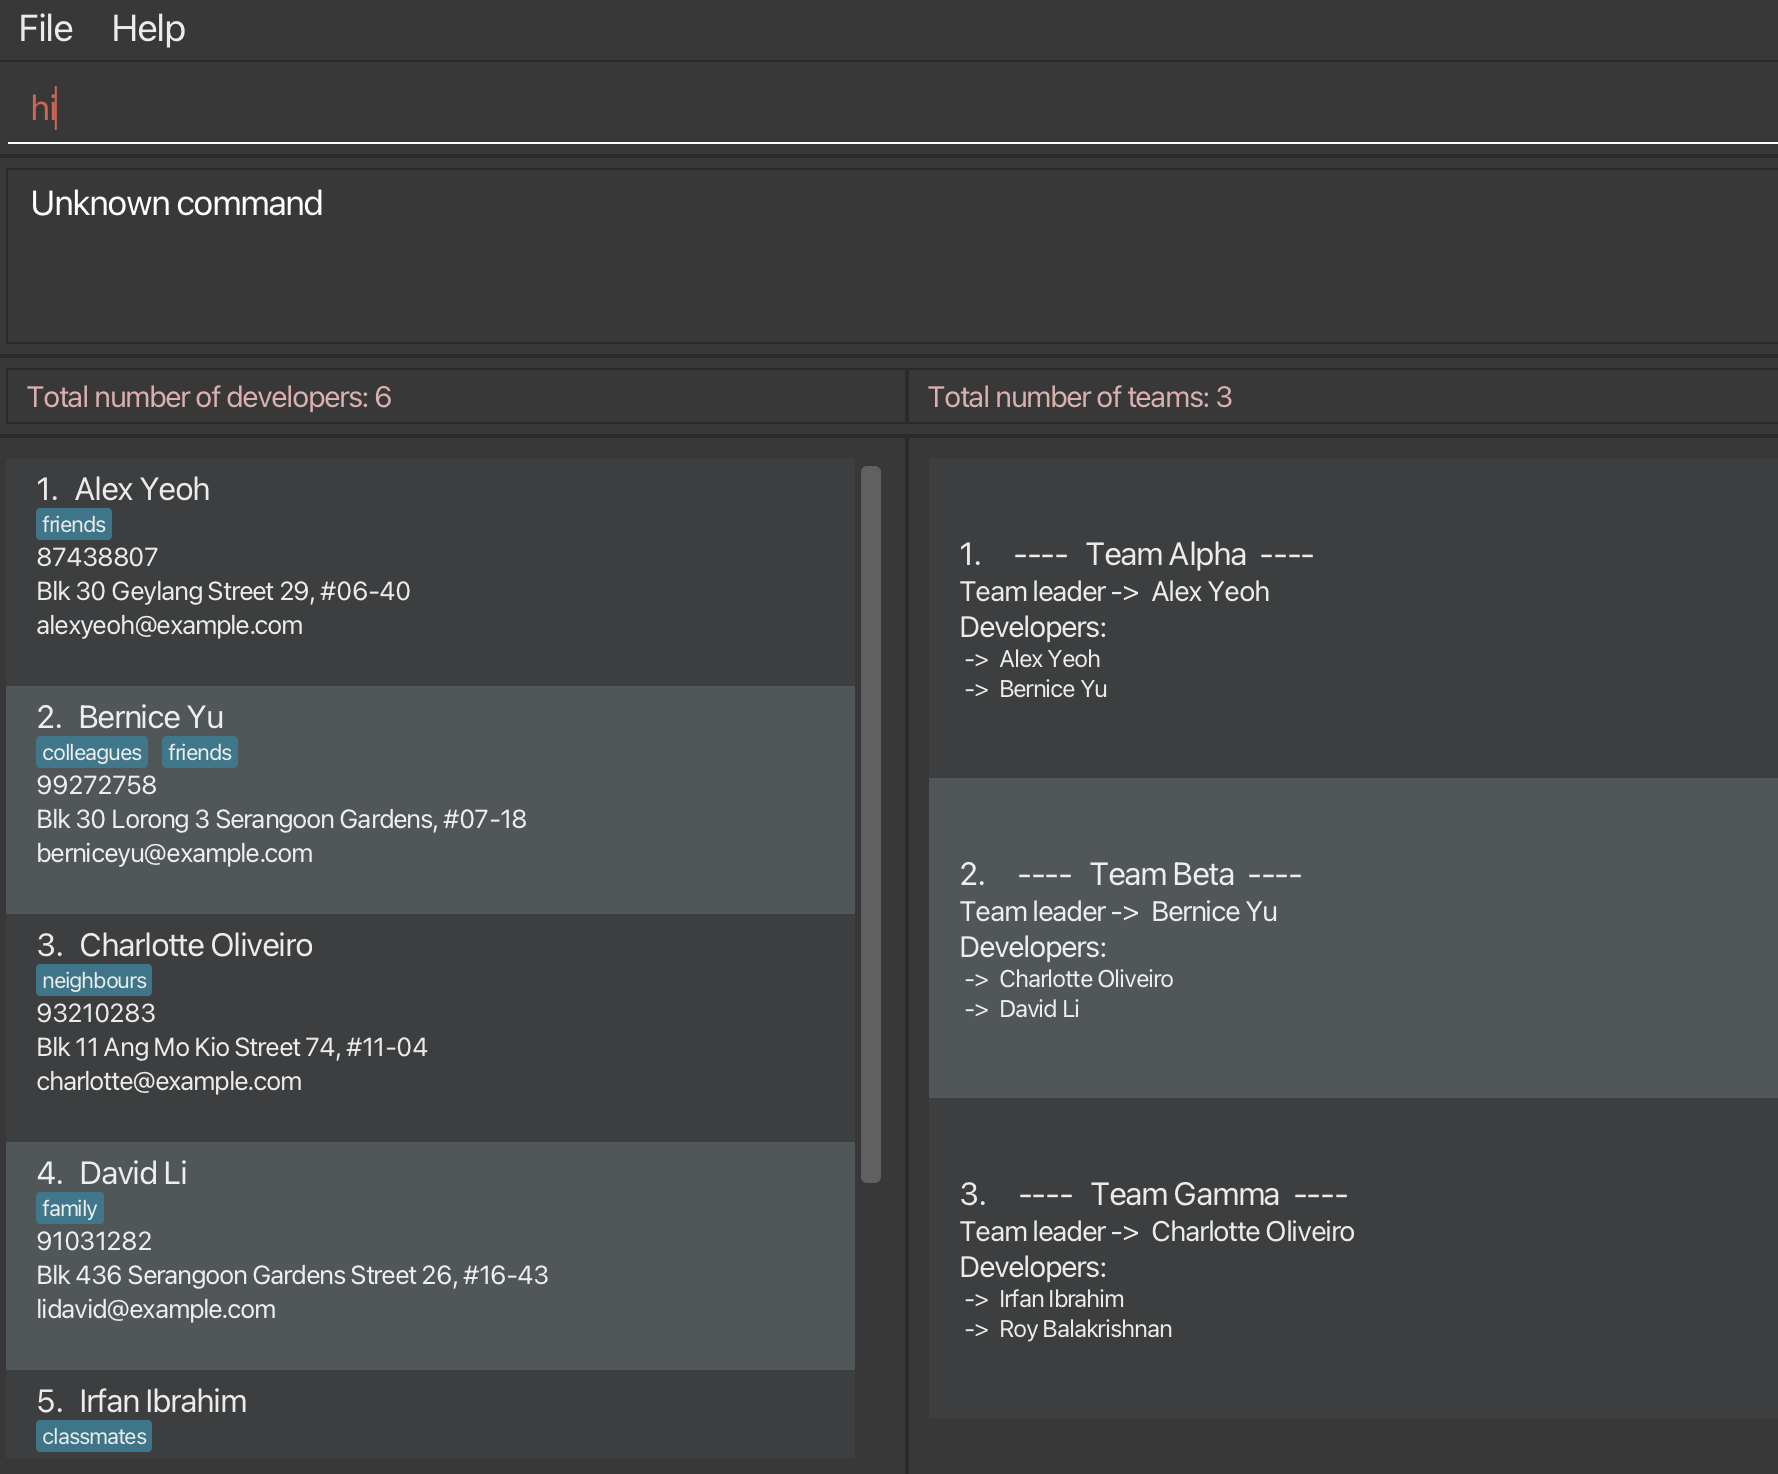 File Help
hi
Unknown command
Total number of developers: 6
Total number of teams: 3
1. Alex Yeoh
friends
87438807
Blk 30 Geylang Street 29, #06-40
alexyeoh@example.com
2. Bernice Yu
colleagues friends
99272758
Blk 30 Lorong 3 Serangoon Gardens, #07-18
berniceyu@example.com
3. Charlotte Oliveiro
neighbours
93210283
Blk 11 Ang Mo Kio Street 74, #11-04
charlotte@example.com
4. David Li
family
91031282
Blk 436 Serangoon Gardens Street 26, #16-43
lidavid@example.com
5. Irfan Ibrahim
classmates
1. ---- Team Alpha ----
Team leader -> Alex Yeoh
Developers:
-> Alex Yeoh
-> Bernice Yu
2. ---- Team Beta ----
Team leader -> Bernice Yu
Developers:
-> Charlotte Oliveiro
-> David Li
3. ---- Team Gamma ----
Team leader -> Charlotte Oliveiro
Developers:
-> Irfan Ibrahim
-> Roy Balakrishnan